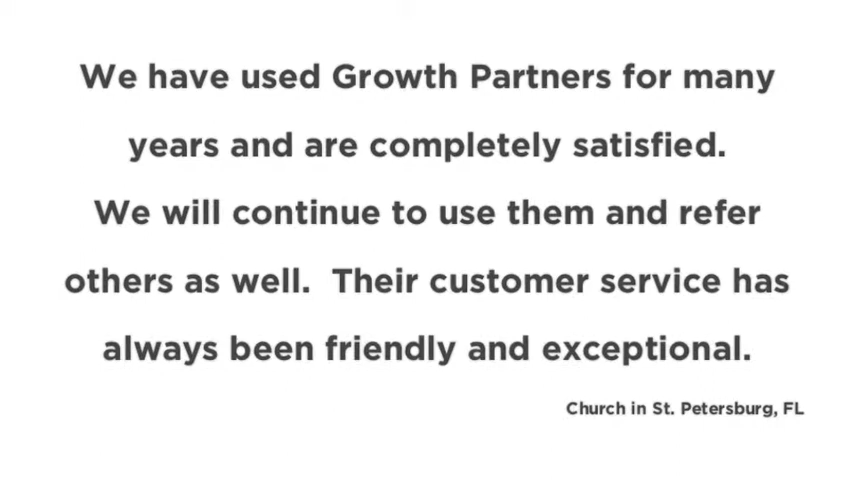 We have used Growth Partners for many
years and are completely satisfied.
We will continue to use them and refer
others as well.  Their customer service has
always been friendly and exceptional.
Church in St. Petersburg, FL